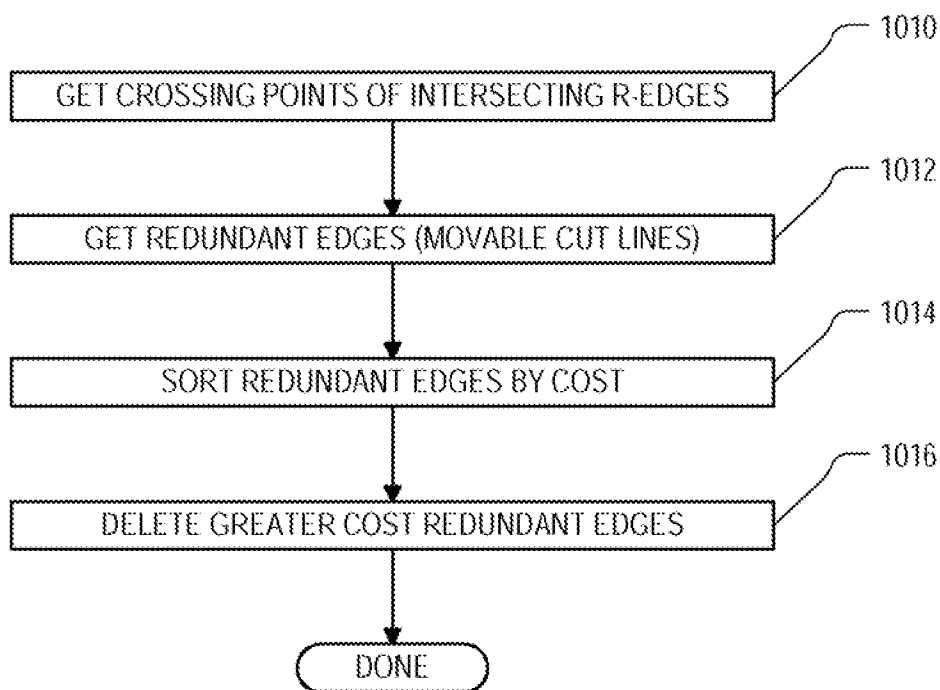 1010
GET CROSSING POINTS OF INTERSECTING R-EDGES
1012
GET REDUNDANT EDGES (MOVABLE CUT LINES)
1014
SORT REDUNDANT EDGES BY COST
1016
DELETE GREATER COST REDUNDANT EDGES
DONE